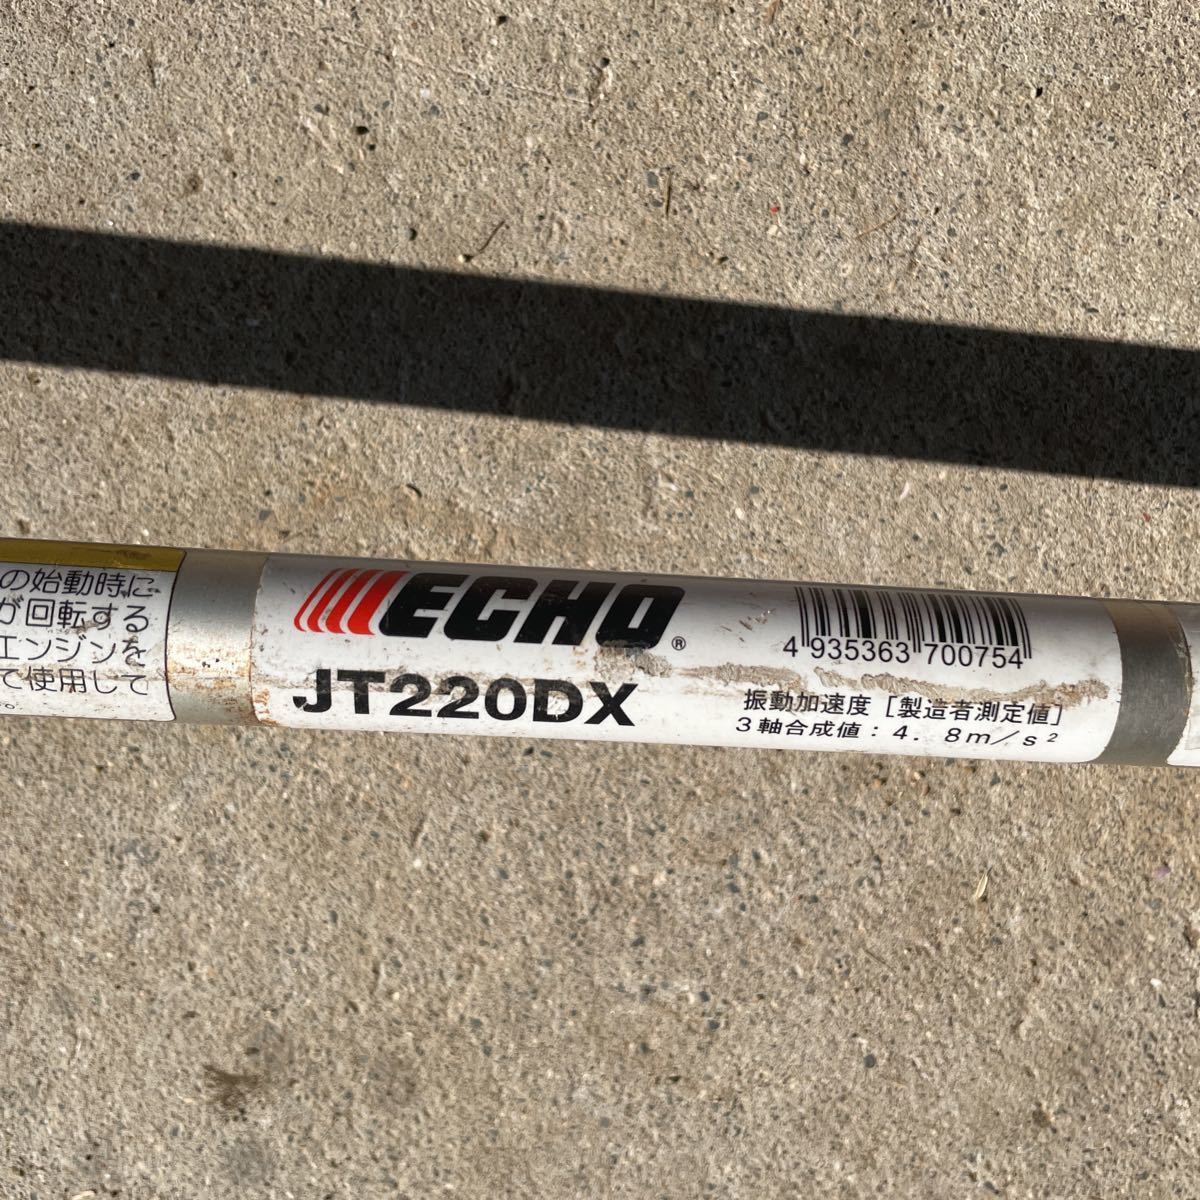 の始動時に
が回転する
エンジンを
て使用して
ECHO®
JT220DX
4 935363 700754
振動加速度［製造者測定値］
3軸合成値：4．8m／s²